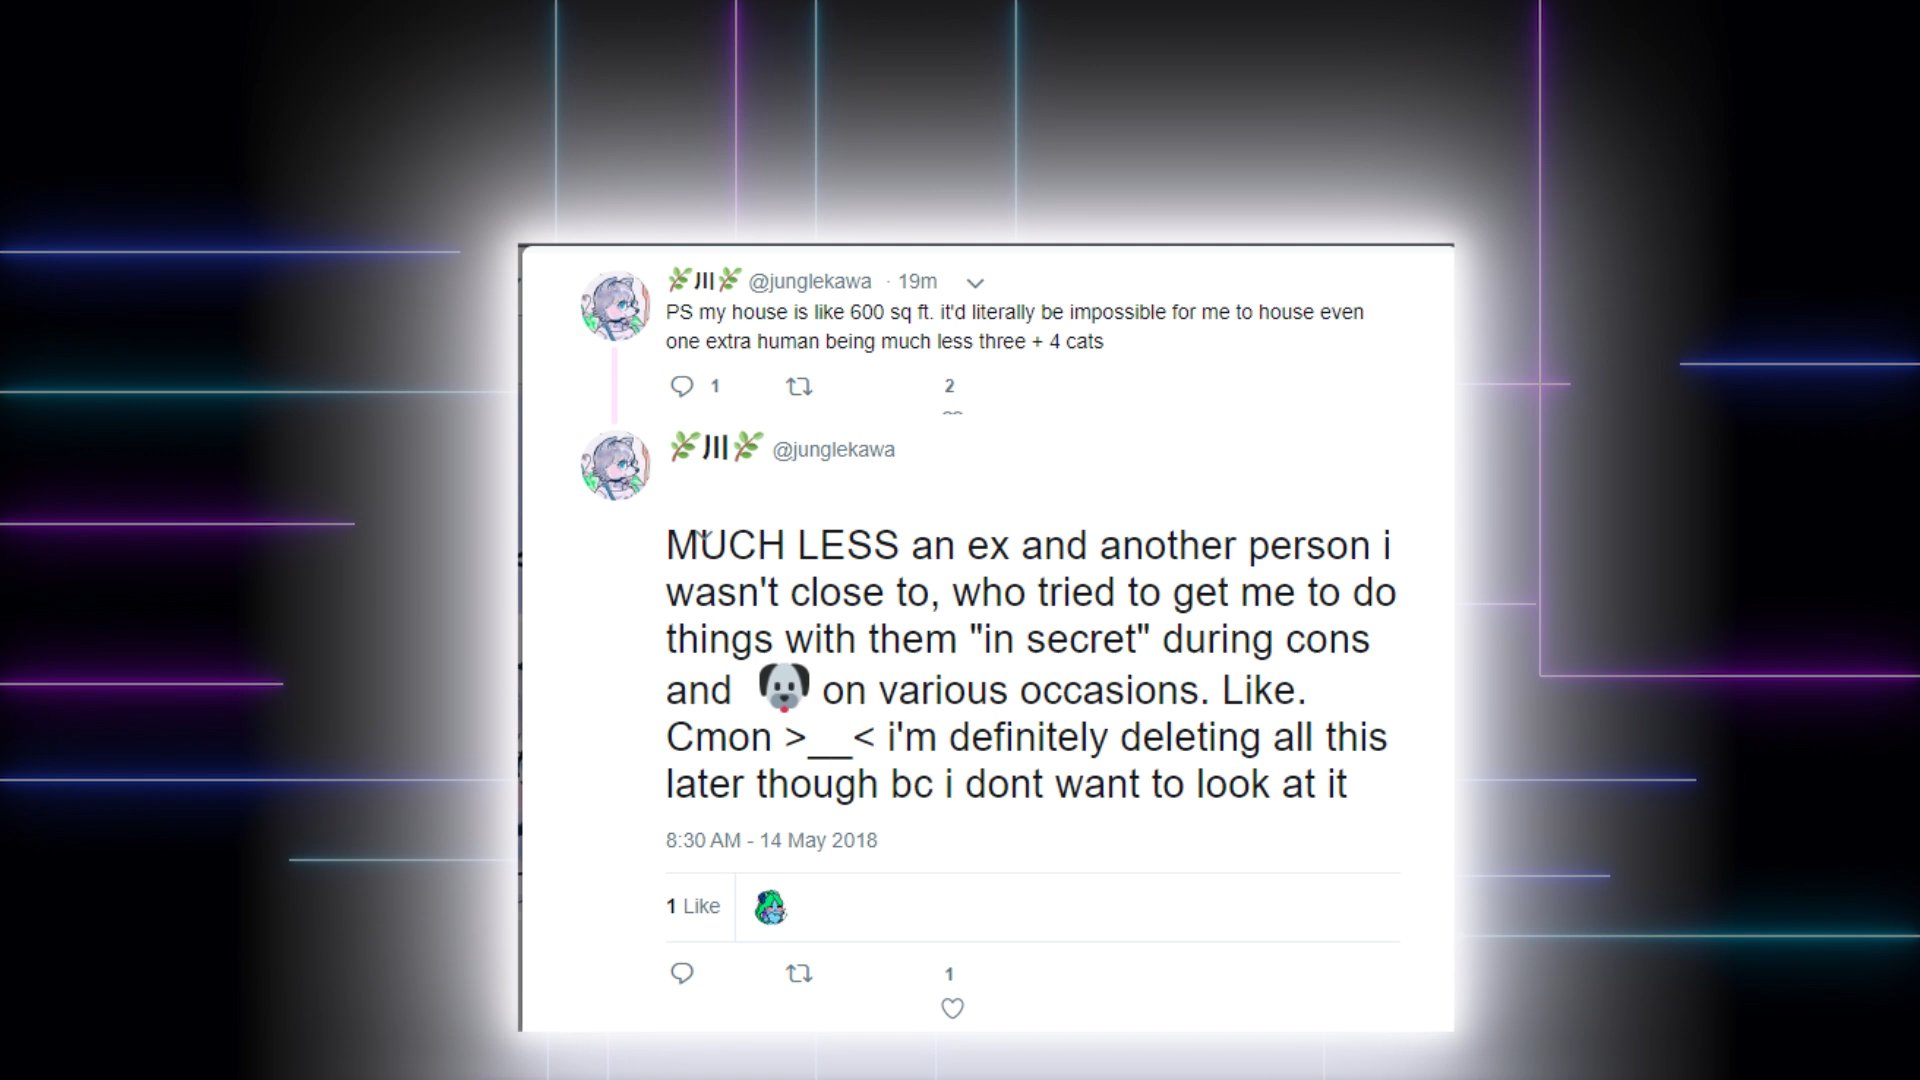 🌿川🌿 @junglekawa · 19m
PS my house is like 600 sq ft. it'd literally be impossible for me to house even
one extra human being much less three + 4 cats
1 2
🌿川🌿 @junglekawa
MUCH LESS an ex and another person i
wasn't close to, who tried to get me to do
things with them "in secret" during cons
and 🐶 on various occasions. Like.
Cmon >__< i'm definitely deleting all this
later though bc i dont want to look at it
8:30 AM - 14 May 2018
1 Like
1